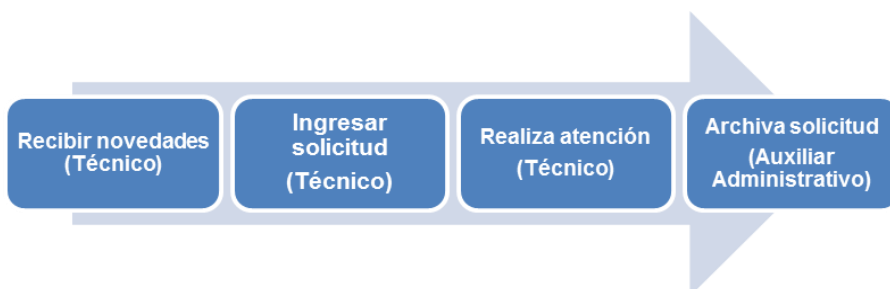 Recibir novedades
(Técnico)
Ingresar
solicitud
(Técnico)
Realiza atención
(Técnico)
Archiva solicitud
(Auxiliar
Administrativo)